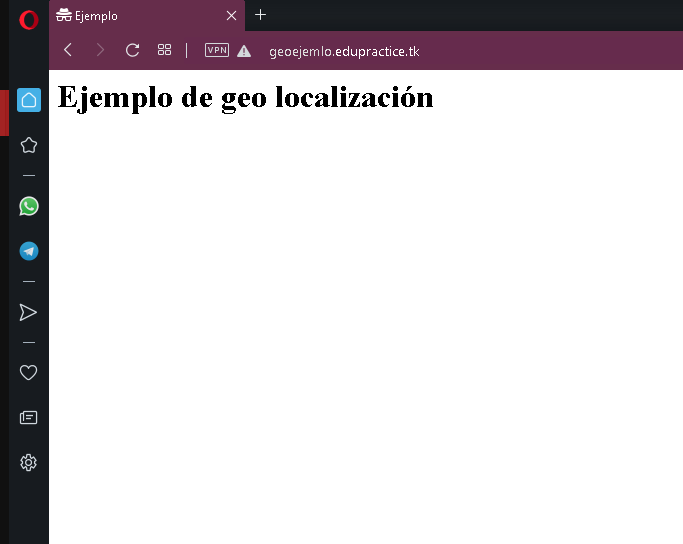 Ejemplo
VPN
geoejemlo.edupractice.tk
Ejemplo de geo localización